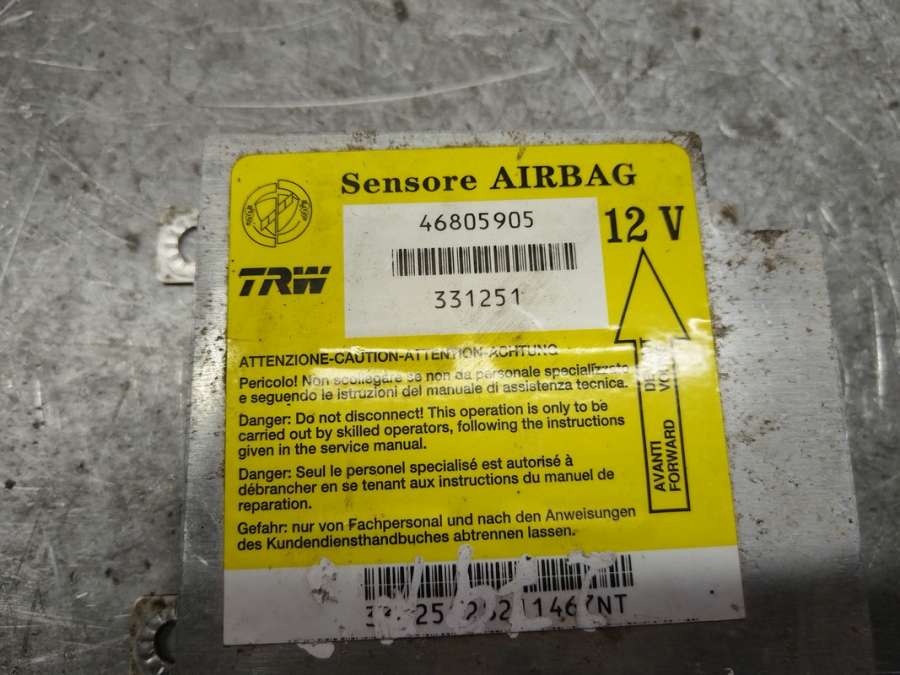 Sensore AIRBAG
46805905
12 V
TRW
331251
ATTENZIONE-CAUTION-ATTENTION-ACHTUNG
Pericolo! Non scollegare se non da personale specializzato
e seguendo le istruzioni del manuale di assistenza tecnica.
Danger: Do not disconnect! This operation is only to be
carried out by skilled operators, following the instructions
given in the service manual.
Danger: Seul le personel specialisé est autorisé à
débrancher en se tenant aux instructions du manuel de
reparation.
Gefahr: nur von Fachpersonal und nach den Anweisungen
des Kundendiensthandbuches abtrennen lassen.
AVANTI
FORWARD